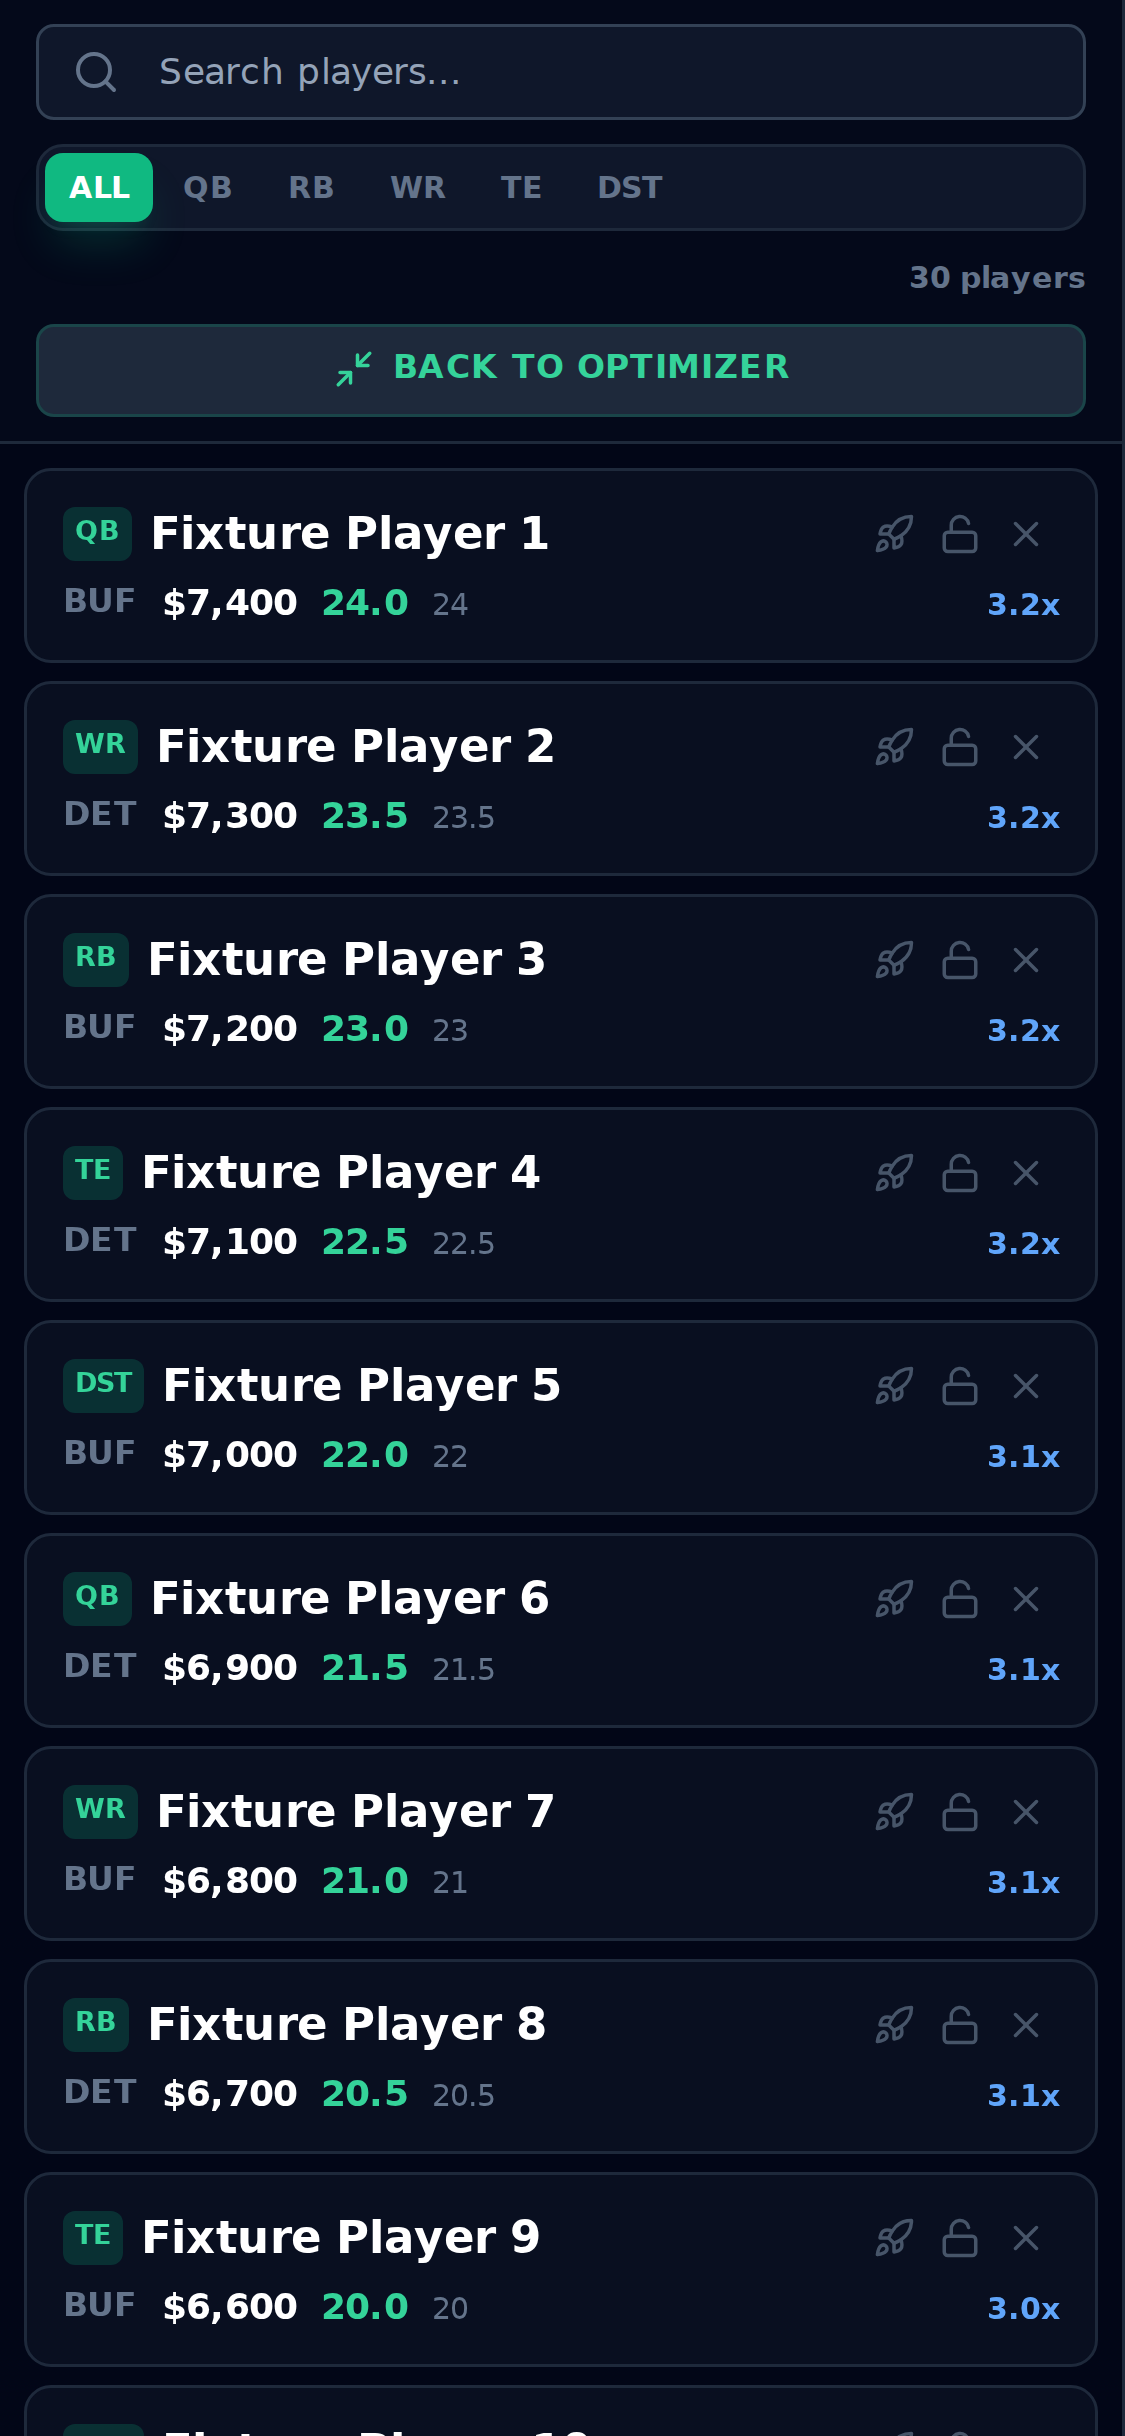 Search players...
ALL QB RB WR TE DST
30 players
BACK TO OPTIMIZER
QB Fixture Player 1
BUF $7,400 24.0 24 3.2x
WR Fixture Player 2
DET $7,300 23.5 23.5 3.2x
RB Fixture Player 3
BUF $7,200 23.0 23 3.2x
TE Fixture Player 4
DET $7,100 22.5 22.5 3.2x
DST Fixture Player 5
BUF $7,000 22.0 22 3.1x
QB Fixture Player 6
DET $6,900 21.5 21.5 3.1x
WR Fixture Player 7
BUF $6,800 21.0 21 3.1x
RB Fixture Player 8
DET $6,700 20.5 20.5 3.1x
TE Fixture Player 9
BUF $6,600 20.0 20 3.0x
Fixture Player 10